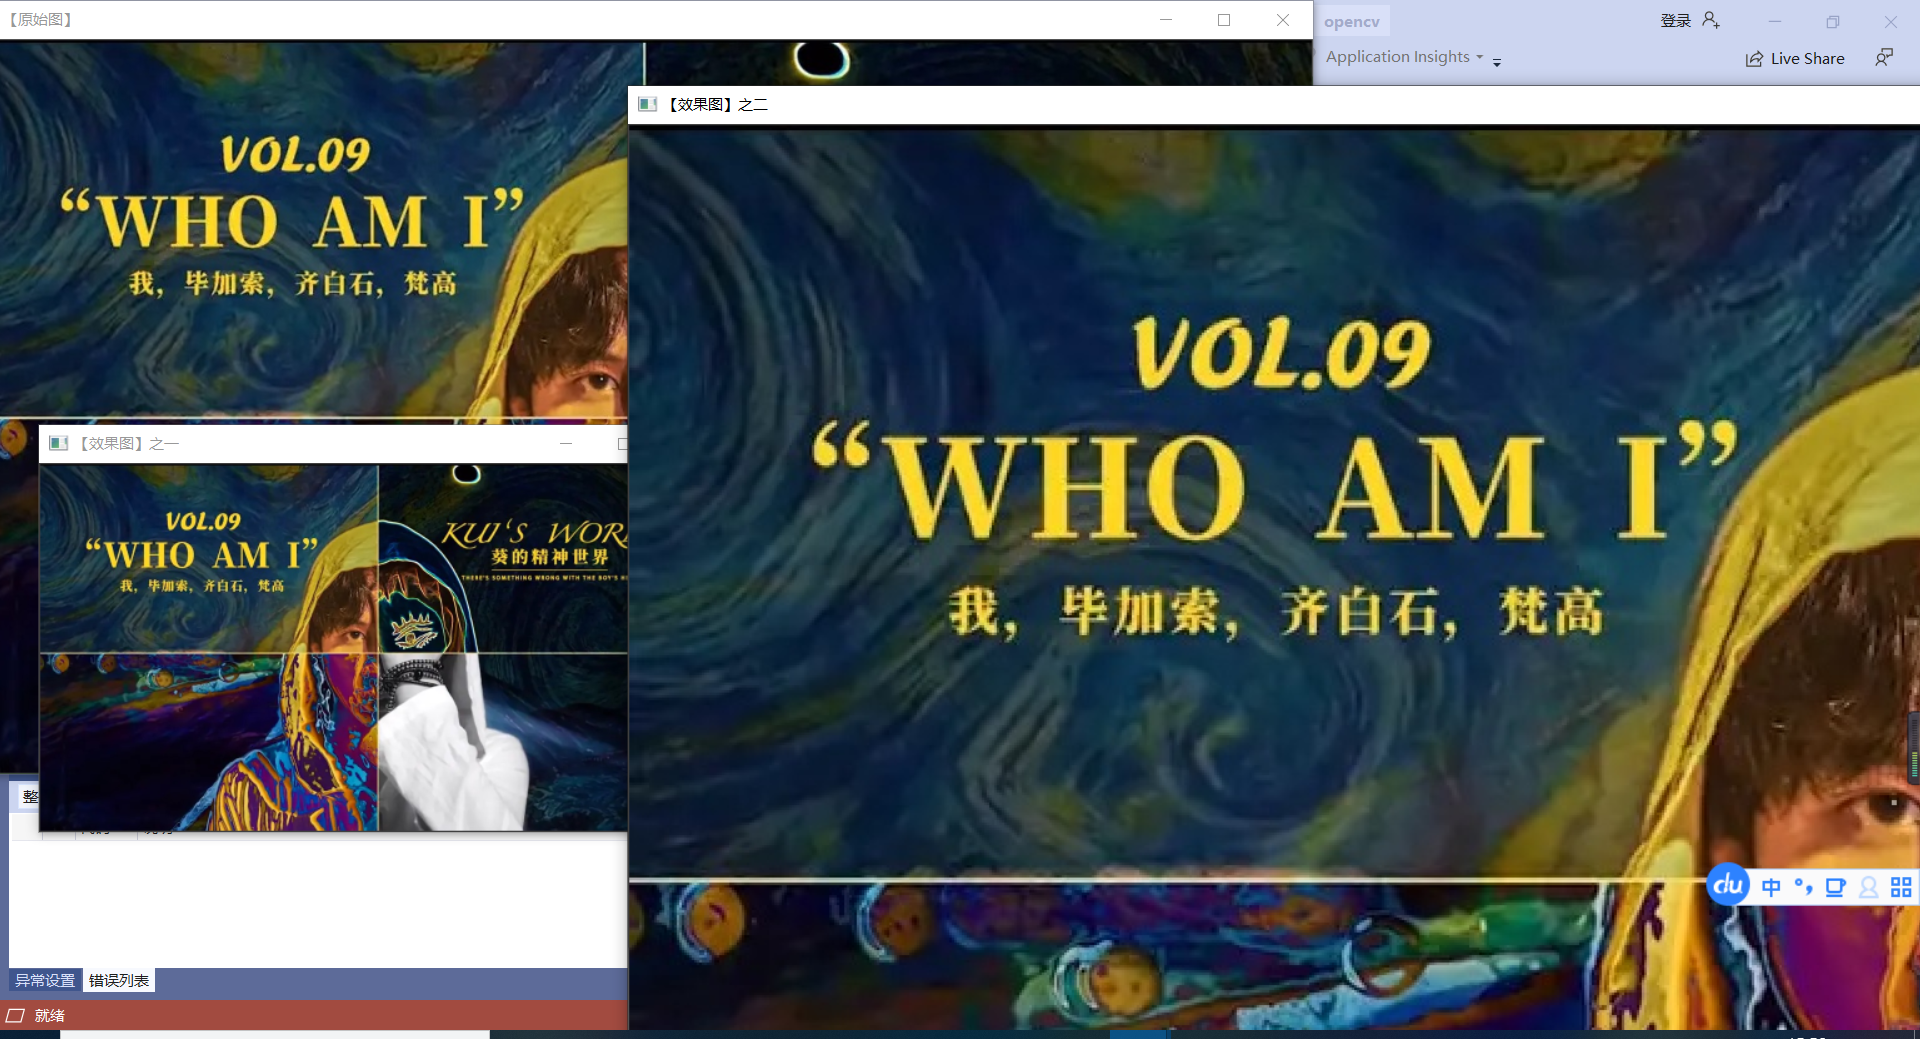 【原始图】
opencv
登录
Application Insights
Live Share
VOL.09
“WHO AM I”
我，毕加索，齐白石，梵高
【效果图】之一
VOL.09
“WHO AM I”
我，毕加索，齐白石，梵高
KUI'S WORL
葵的精神世界
THERE'S SOMETHING WRONG WITH THE BOY'S H
【效果图】之二
VOL.09
“WHO AM I”
我，毕加索，齐白石，梵高
du 中
整
异常设置 错误列表
就绪